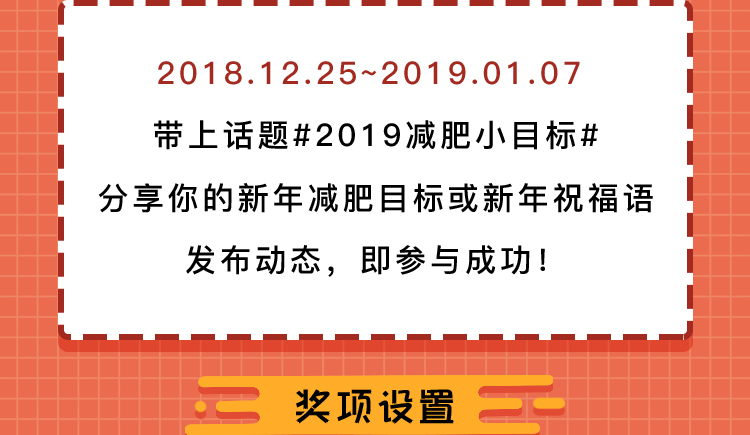 2018.12.25~2019.01.07
带上话题#2019减肥小目标#
分享你的新年减肥目标或新年祝福语
发布动态，即参与成功！
奖项设置